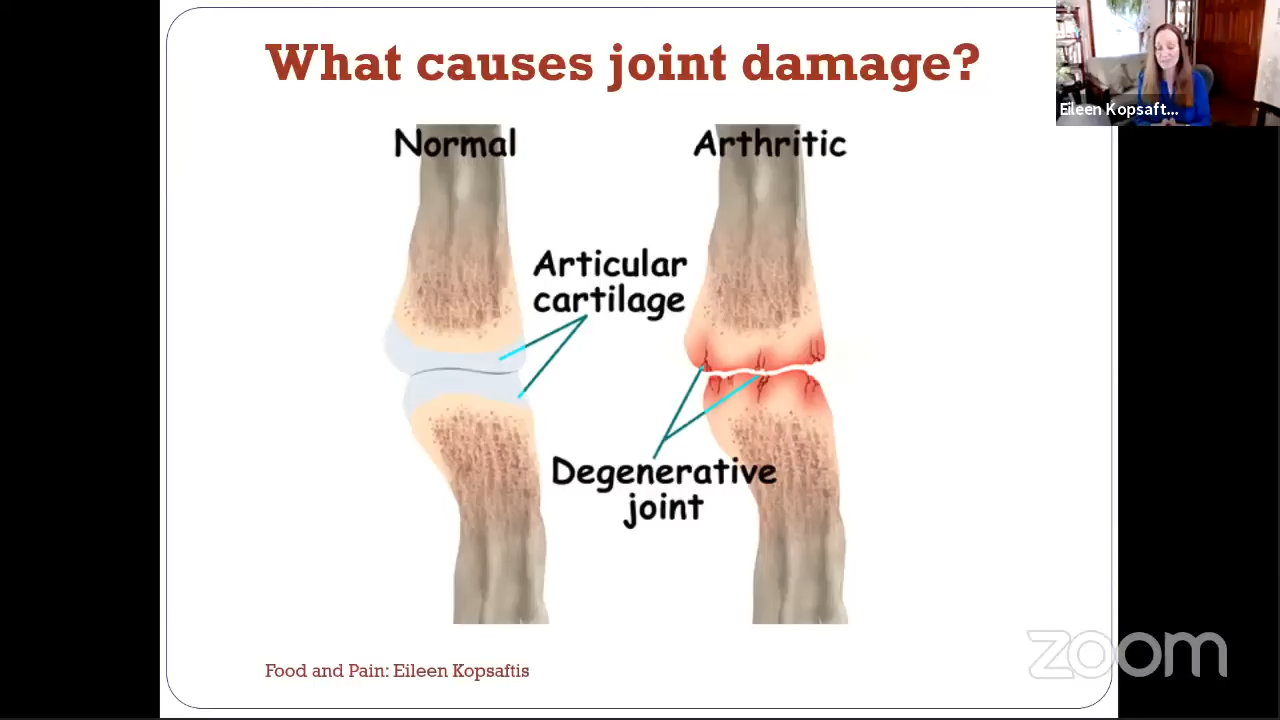 What causes joint damage?
Eileen Kopsaft...
Normal
Arthritic
Articular
cartilage
Degenerative
joint
Food and Pain: Eileen Kopsaftis
zoom